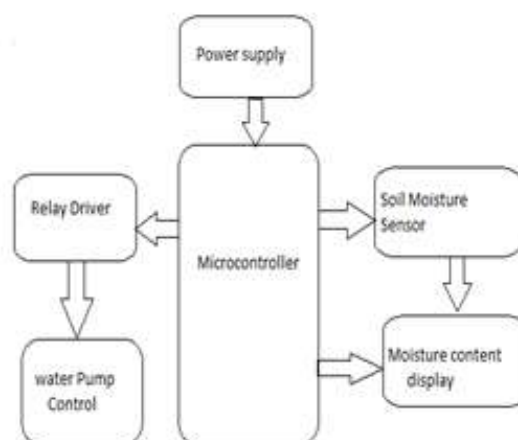 Power supply
Relay Driver
Microcontroller
Soil Moisture
Sensor
water Pump
Control
Moisture content
display